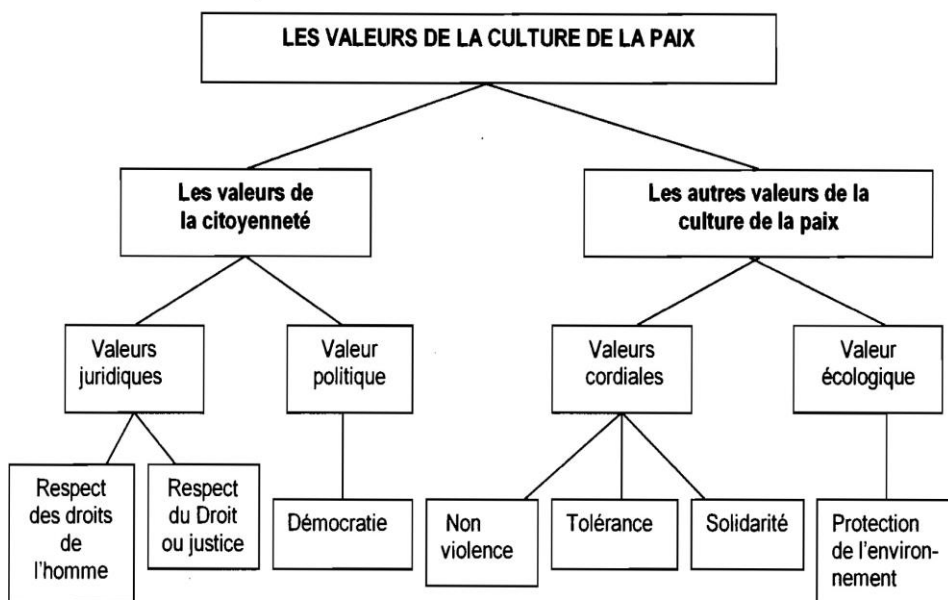 LES VALEURS DE LA CULTURE DE LA PAIX
Les valeurs de
la citoyenneté
Les autres valeurs de la
culture de la paix
Valeurs
juridiques
Valeur
politique
Valeurs
cordiales
Valeur
écologique
Respect
des droits
de
l'homme
Respect
du Droit
ou justice
Démocratie
Non
violence
Tolérance
Solidarité
Protection
de l'environ-
nement